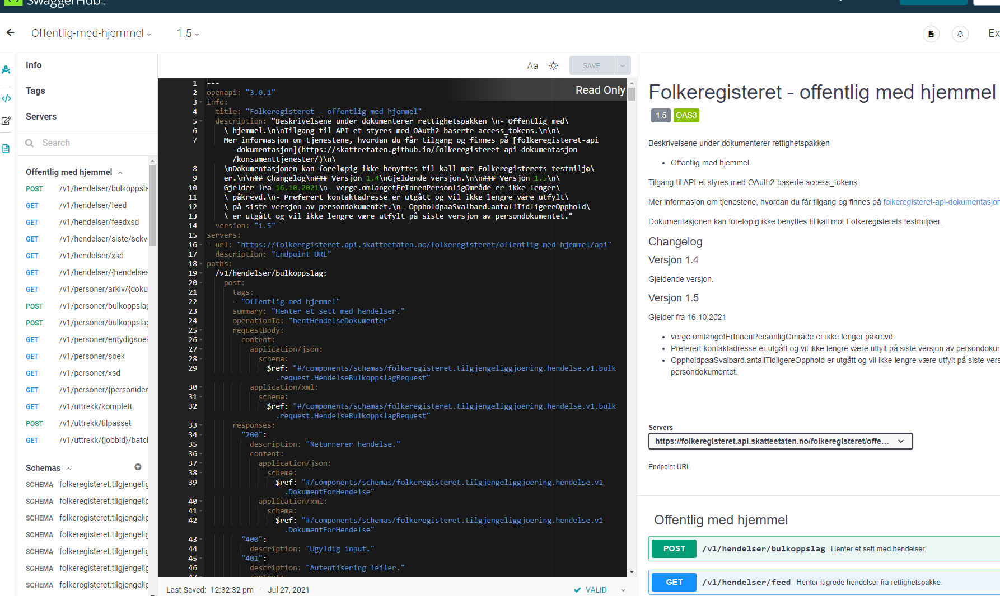 SwaggerHub™
Offentlig-med-hjemmel
1.5
Ex
Info
Tags
Servers
Search
Offentlig med hjemmel
POST /v1/hendelser/bulkoppsla
GET /v1/hendelser/feed
GET /v1/hendelser/feedxsd
GET /v1/hendelser/siste/sekv
GET /v1/hendelser/xsd
GET /v1/hendelser/{hendelses
GET /v1/personer/arkiv/{doku
POST /v1/personer/bulkoppslag
POST /v1/personer/bulkoppslag
GET /v1/personer/entydigsoek
GET /v1/personer/soek
GET /v1/personer/xsd
GET /v1/personer/{personiden
GET /v1/uttrekk/komplett
POST /v1/uttrekk/tilpasset
GET /v1/uttrekk/{jobbid}/batcl
Schemas
SCHEMA folkeregisteret.tilgjengelig
SCHEMA folkeregisteret.tilgjengelig
SCHEMA folkeregisteret.tilgjengelig
SCHEMA folkeregisteret.tilgjengelig
SCHEMA folkeregisteret.tilgjengelig
SCHEMA folkeregisteret.tilgjengelig
SCHEMA folkeregisteret.tilgjengelig
Aa
SAVE
Read Only
1 ---
2 openapi: "3.0.1"
3 info:
4 title: "Folkeregisteret - offentlig med hjemmel"
5 description: "Beskrivelsene under dokumenterer rettighetspakken \n- Offentlig med\
6 \ hjemmel.\n\nTilgang til API-et styres med OAuth2-baserte access_tokens.\n\n\
7 Mer informasjon om tjenestene, hvordan du får tilgang og finnes på [folkeregisteret-api
-dokumentasjon](https://skatteetaten.github.io/folkeregisteret-api-dokumentasjon
/konsumenttjenester/)\n\
8 \nDokumentasjonen kan foreløpig ikke benyttes til kall mot Folkeregisterets testmiljø\
9 er.\n\n## Changelog\n### Versjon 1.4\nGjeldende versjon.\n\n### Versjon 1.5\n\
10 Gjelder fra 16.10.2021\n- verge.omfangetErInnenPersonligOmråde er ikke lenger\
11 \ påkrevd.\n- Preferert kontaktadresse er utgått og vil ikke lengre være utfylt\
12 \ på siste versjon av persondokumentet.\n- OppholdpaaSvalbard.antallTidligereOpphold\
13 \ er utgått og vil ikke lengre være utfylt på siste versjon av persondokumentet."
14 version: "1.5"
15 servers:
16 - url: "https://folkeregisteret.api.skatteetaten.no/folkeregisteret/offentlig-med-hjemmel/api"
17 description: "Endpoint URL"
18 paths:
19 /v1/hendelser/bulkoppslag:
20 post:
21 tags:
22 - "Offentlig med hjemmel"
23 summary: "Henter et sett med hendelser."
24 operationId: "hentHendelseDokumenter"
25 requestBody:
26 content:
27 application/json:
28 schema:
29 $ref: "#/components/schemas/folkeregisteret.tilgjengeliggjoering.hendelse.v1.bulk
.request.HendelseBulkoppslagRequest"
30 application/xml:
31 schema:
32 $ref: "#/components/schemas/folkeregisteret.tilgjengeliggjoering.hendelse.v1.bulk
.request.HendelseBulkoppslagRequest"
33 responses:
34 "200":
35 description: "Returnerer hendelse."
36 content:
37 application/json:
38 schema:
39 $ref: "#/components/schemas/folkeregisteret.tilgjengeliggjoering.hendelse.v1
.DokumentForHendelse"
40 application/xml:
41 schema:
42 $ref: "#/components/schemas/folkeregisteret.tilgjengeliggjoering.hendelse.v1
.DokumentForHendelse"
43 "400":
44 description: "Ugyldig input."
45 "401":
46 description: "Autentisering feiler."
47 content:
Last Saved: 12:32:32 pm - Jul 27, 2021
VALID
Folkeregisteret - offentlig med hjemmel
1.5 OAS3
Beskrivelsene under dokumenterer rettighetspakken
• Offentlig med hjemmel.
Tilgang til API-et styres med OAuth2-baserte access_tokens.
Mer informasjon om tjenestene, hvordan du får tilgang og finnes på folkeregisteret-api-dokumentasjon
Dokumentasjonen kan foreløpig ikke benyttes til kall mot Folkeregisterets testmiljøer.
Changelog
Versjon 1.4
Gjeldende versjon.
Versjon 1.5
Gjelder fra 16.10.2021
• verge.omfangetErInnenPersonligOmråde er ikke lenger påkrevd.
• Preferert kontaktadresse er utgått og vil ikke lengre være utfylt på siste versjon av persondokur
• OppholdpaaSvalbard.antallTidligereOpphold er utgått og vil ikke lengre være utfylt på siste vers
persondokumentet.
Servers
https://folkeregisteret.api.skatteetaten.no/folkeregisteret/offe...
Endpoint URL
Offentlig med hjemmel
POST /v1/hendelser/bulkoppslag Henter et sett med hendelser.
GET /v1/hendelser/feed Henter lagrede hendelser fra rettighetspakke.